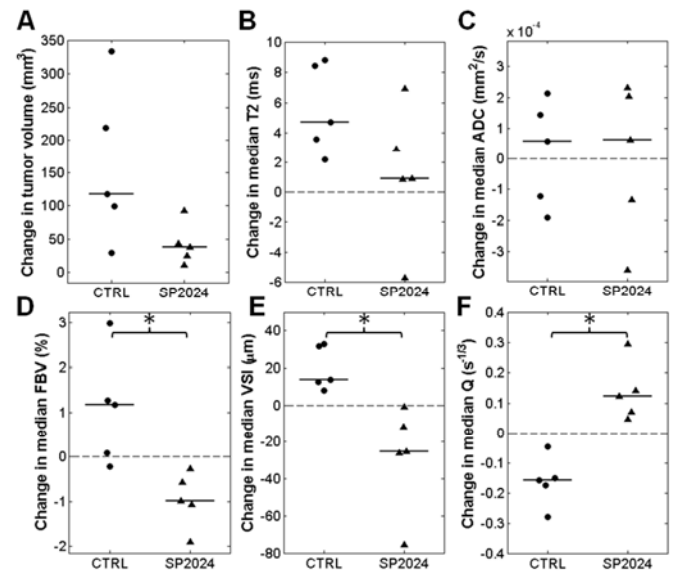 A
Change in tumor volume (mm³)
350
300
250
200
150
100
50
0
CTRL
SP2024
B
Change in median T2 (ms)
12
10
8
6
4
2
0
-2
-4
-6
CTRL
SP2024
C
x 10⁻⁴
Change in median ADC (mm²/s)
3
2
1
0
-1
-2
-3
CTRL
SP2024
D
Change in median FBV (%)
3
2
1
0
-1
-2
*
CTRL
SP2024
E
Change in median VSI (µm)
40
20
0
-20
-40
-60
-80
*
CTRL
SP2024
F
Change in median Q (s⁻¹/³)
0.4
0.3
0.2
0.1
0
-0.1
-0.2
-0.3
-0.4
*
CTRL
SP2024